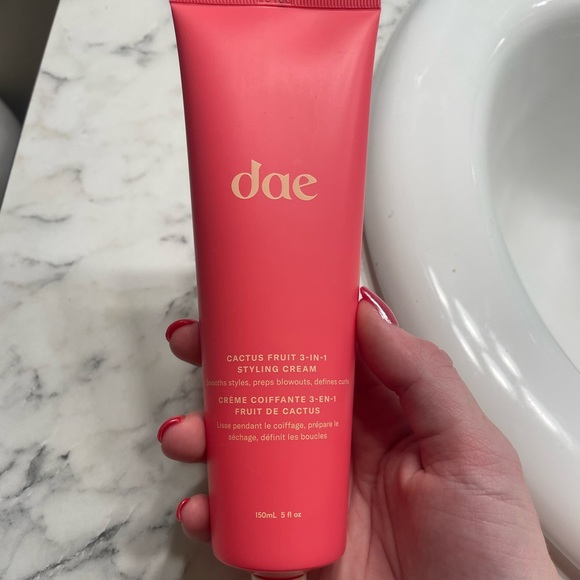 dae
CACTUS FRUIT 3-IN-1
STYLING CREAM
Smooths styles, preps blowouts, defines curls
CRÈME COIFFANTE 3-EN-1
FRUIT DE CACTUS
Lisse pendant le coiffage, prépare le
séchage, définit les boucles
150mL 5 fl oz